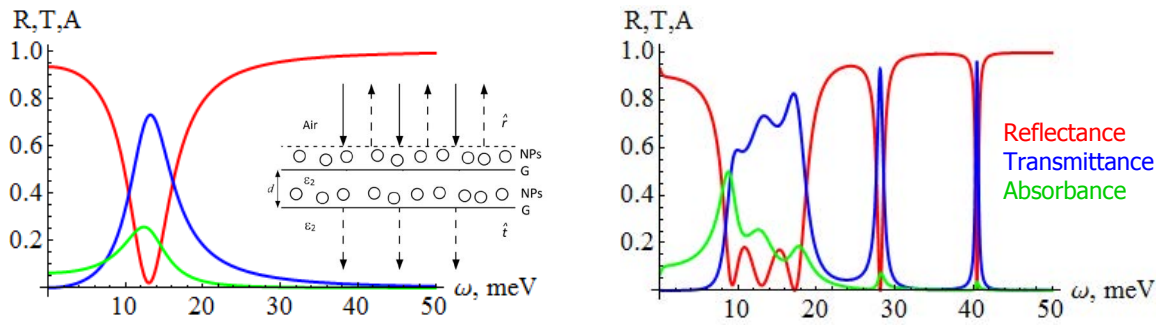 R,T,A
1.0
0.8
0.6
0.4
0.2
10
20
30
40
50
ω, meV
Air
r̂
NPs
G
d
ε₂
NPs
G
ε₂
t̂
R,T,A
1.0
0.8
0.6
0.4
0.2
10
20
30
40
50
ω, meV
Reflectance
Transmittance
Absorbance